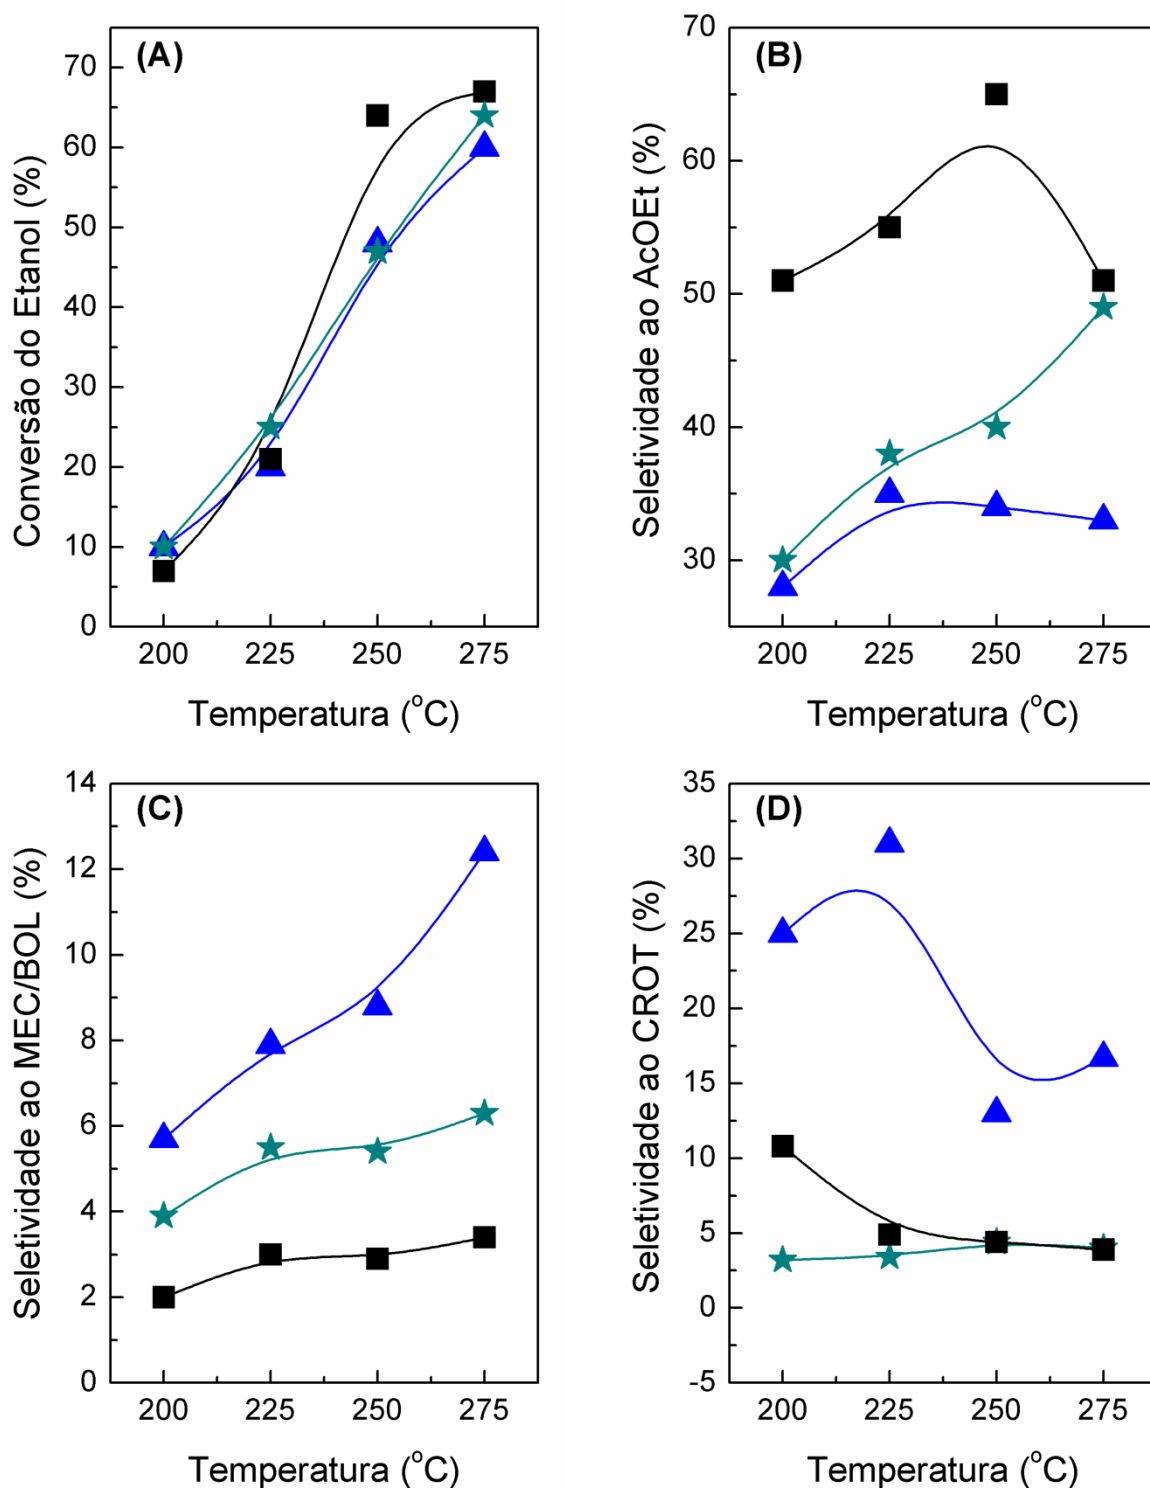 (A)
Conversão do Etanol (%)
70
60
50
40
30
20
10
0
200 225 250 275
Temperatura (°C)
(B)
Seletividade ao AcOEt (%)
70
60
50
40
30
200 225 250 275
Temperatura (°C)
(C)
Seletividade ao MEC/BOL (%)
14
12
10
8
6
4
2
0
200 225 250 275
Temperatura (°C)
(D)
Seletividade ao CROT (%)
35
30
25
20
15
10
5
0
-5
200 225 250 275
Temperatura (°C)